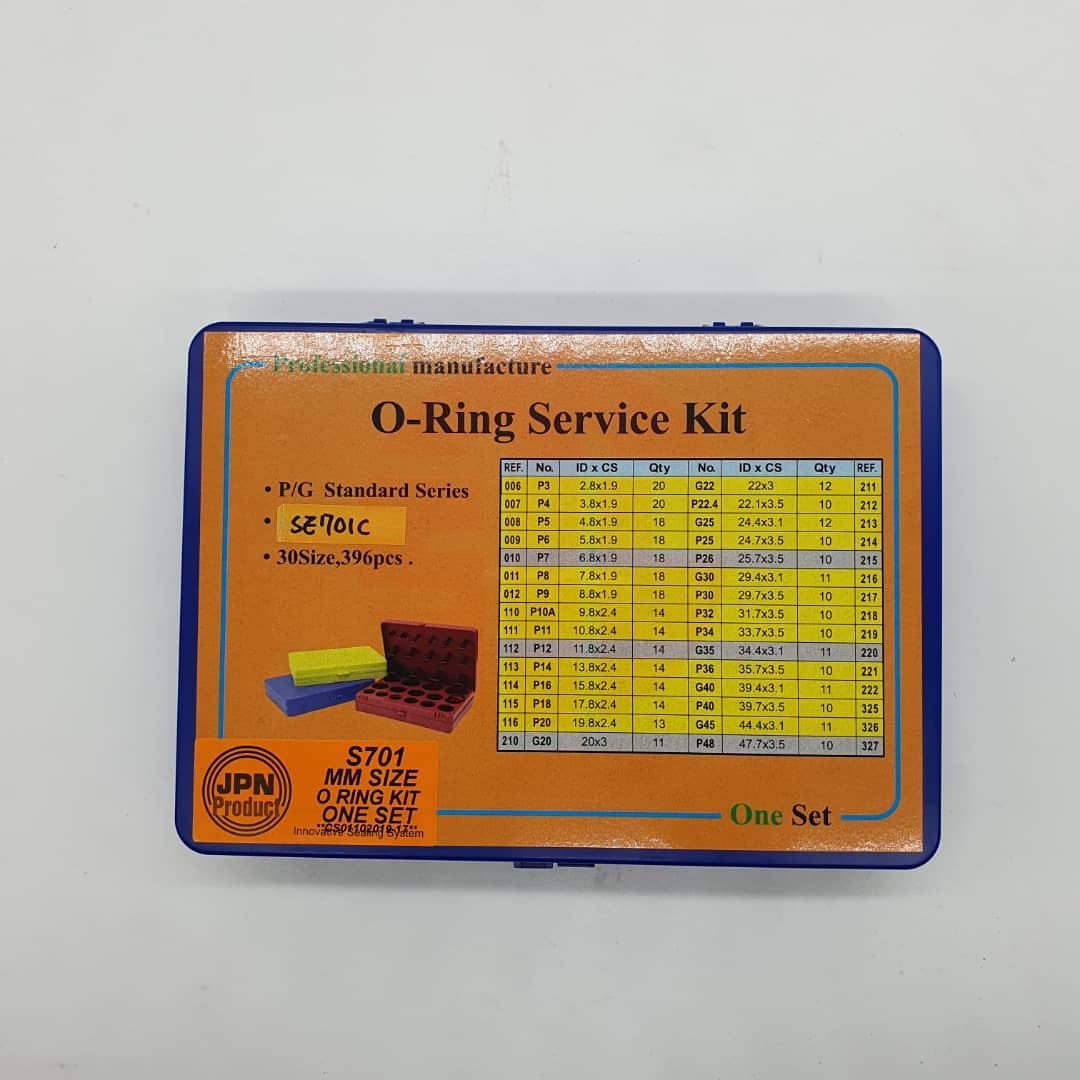 Professional manufacture
O-Ring Service Kit
• P/G Standard Series
• SZ701C
• 30Size,396pcs .
REF. No. ID x CS Qty No. ID x CS Qty REF.
006 P3 2.8x1.9 20 G22 22x3 12 211
007 P4 3.8x1.9 20 P22.4 22.1x3.5 10 212
008 P5 4.8x1.9 18 G25 24.4x3.1 12 213
009 P6 5.8x1.9 18 P25 24.7x3.5 10 214
010 P7 6.8x1.9 18 P26 25.7x3.5 10 215
011 P8 7.8x1.9 18 G30 29.4x3.1 11 216
012 P9 8.8x1.9 18 P30 29.7x3.5 10 217
110 P10A 9.8x2.4 14 P32 31.7x3.5 10 218
111 P11 10.8x2.4 14 P34 33.7x3.5 10 219
112 P12 11.8x2.4 14 G35 34.4x3.1 11 220
113 P14 13.8x2.4 14 P36 35.7x3.5 10 221
114 P16 15.8x2.4 14 G40 39.4x3.1 11 222
115 P18 17.8x2.4 14 P40 39.7x3.5 10 325
116 P20 19.8x2.4 13 G45 44.4x3.1 11 326
210 G20 20x3 11 P48 47.7x3.5 10 327
JPN
Product
S701
MM SIZE
O RING KIT
ONE SET
**CS01102019-17**
Innovative Sealing System
One Set